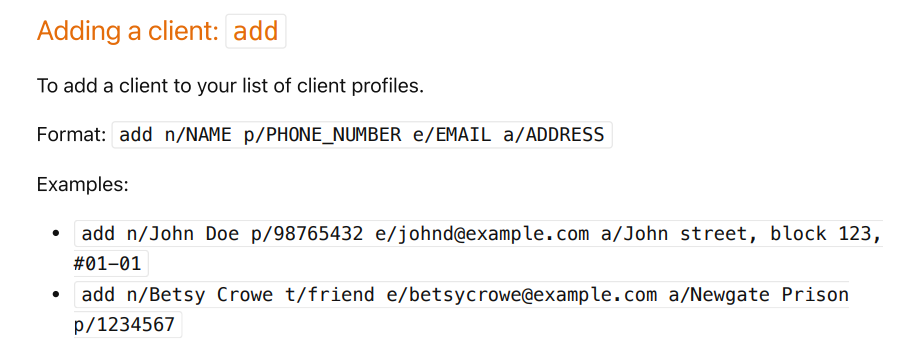 Adding a client: add
To add a client to your list of client profiles.
Format: add n/NAME p/PHONE_NUMBER e/EMAIL a/ADDRESS
Examples:
• add n/John Doe p/98765432 e/johnd@example.com a/John street, block 123,
#01-01
• add n/Betsy Crowe t/friend e/betsycrowe@example.com a/Newgate Prison
p/1234567